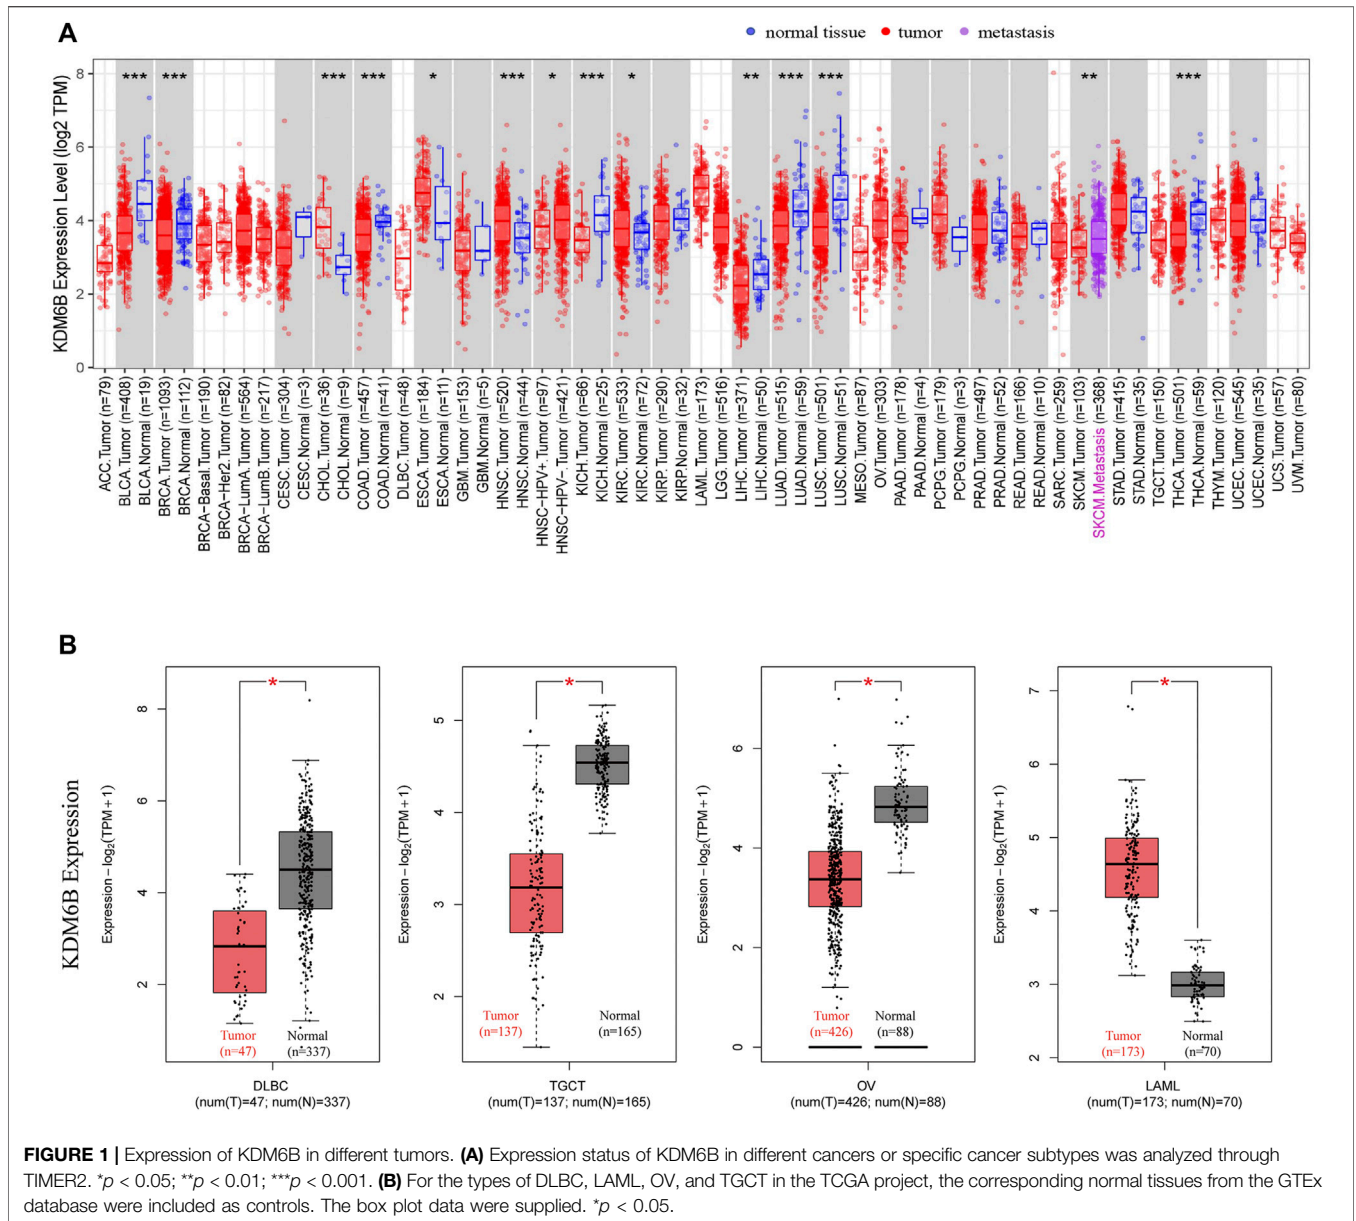 A
normal tissue tumor metastasis
KDM6B Expression Level (log2 TPM)
8
*** *** *** *** * *** * *** * ** *** *** ** ***
6
4
2
0
ACC.Tumor (n=79)
BLCA.Tumor (n=408)
BLCA.Normal (n=19)
BRCA.Tumor (n=1093)
BRCA.Normal (n=112)
BRCA-Basal.Tumor (n=190)
BRCA-Her2.Tumor (n=82)
BRCA-LumA.Tumor (n=564)
BRCA-LumB.Tumor (n=217)
CESC.Tumor (n=304)
CESC.Normal (n=3)
CHOL.Tumor (n=36)
CHOL.Normal (n=9)
COAD.Tumor (n=457)
COAD.Normal (n=41)
DLBC.Tumor (n=48)
ESCA.Tumor (n=184)
ESCA.Normal (n=11)
GBM.Tumor (n=153)
GBM.Normal (n=5)
HNSC.Tumor (n=520)
HNSC.Normal (n=44)
HNSC-HPV+.Tumor (n=97)
HNSC-HPV-.Tumor (n=421)
KICH.Tumor (n=66)
KICH.Normal (n=25)
KIRC.Tumor (n=533)
KIRC.Normal (n=72)
KIRP.Tumor (n=290)
KIRP.Normal (n=32)
LAML.Tumor (n=173)
LGG.Tumor (n=516)
LIHC.Tumor (n=371)
LIHC.Normal (n=50)
LUAD.Tumor (n=515)
LUAD.Normal (n=59)
LUSC.Tumor (n=501)
LUSC.Normal (n=51)
MESO.Tumor (n=87)
OV.Tumor (n=303)
PAAD.Tumor (n=178)
PAAD.Normal (n=4)
PCPG.Tumor (n=179)
PCPG.Normal (n=3)
PRAD.Tumor (n=497)
PRAD.Normal (n=52)
READ.Tumor (n=166)
READ.Normal (n=10)
SARC.Tumor (n=259)
SKCM.Tumor (n=103)
SKCM.Metastasis (n=368)
STAD.Tumor (n=415)
STAD.Normal (n=35)
TGCT.Tumor (n=150)
THCA.Tumor (n=501)
THCA.Normal (n=59)
THYM.Tumor (n=120)
UCEC.Tumor (n=545)
UCEC.Normal (n=35)
UCS.Tumor (n=57)
UVM.Tumor (n=80)
B
KDM6B Expression
Expression − log2(TPM+1)
8
6
4
2
*
Tumor
(n=47)
Normal
(n=337)
DLBC
(num(T)=47; num(N)=337)
Expression − log2(TPM+1)
5
4
3
2
*
Tumor
(n=137)
Normal
(n=165)
TGCT
(num(T)=137; num(N)=165)
Expression − log2(TPM+1)
6
4
2
0
*
Tumor
(n=426)
Normal
(n=88)
OV
(num(T)=426; num(N)=88)
Expression − log2(TPM+1)
7
6
5
4
3
2
*
Tumor
(n=173)
Normal
(n=70)
LAML
(num(T)=173; num(N)=70)
FIGURE 1 | Expression of KDM6B in different tumors. (A) Expression status of KDM6B in different cancers or specific cancer subtypes was analyzed through
TIMER2. *p < 0.05; **p < 0.01; ***p < 0.001. (B) For the types of DLBC, LAML, OV, and TGCT in the TCGA project, the corresponding normal tissues from the GTEx
database were included as controls. The box plot data were supplied. *p < 0.05.